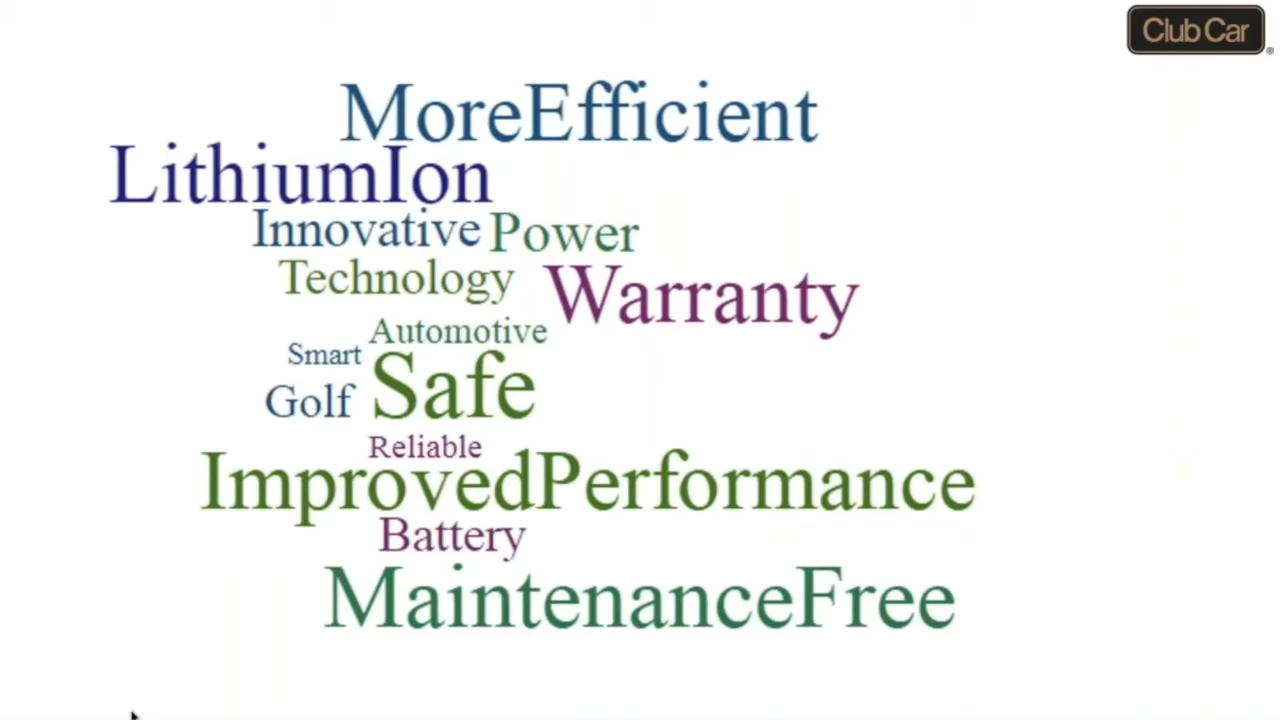 Club Car
®
MoreEfficient
LithiumIon
Innovative Power
Technology
Warranty
Automotive
Smart
Safe
Golf
Reliable
ImprovedPerformance
Battery
MaintenanceFree